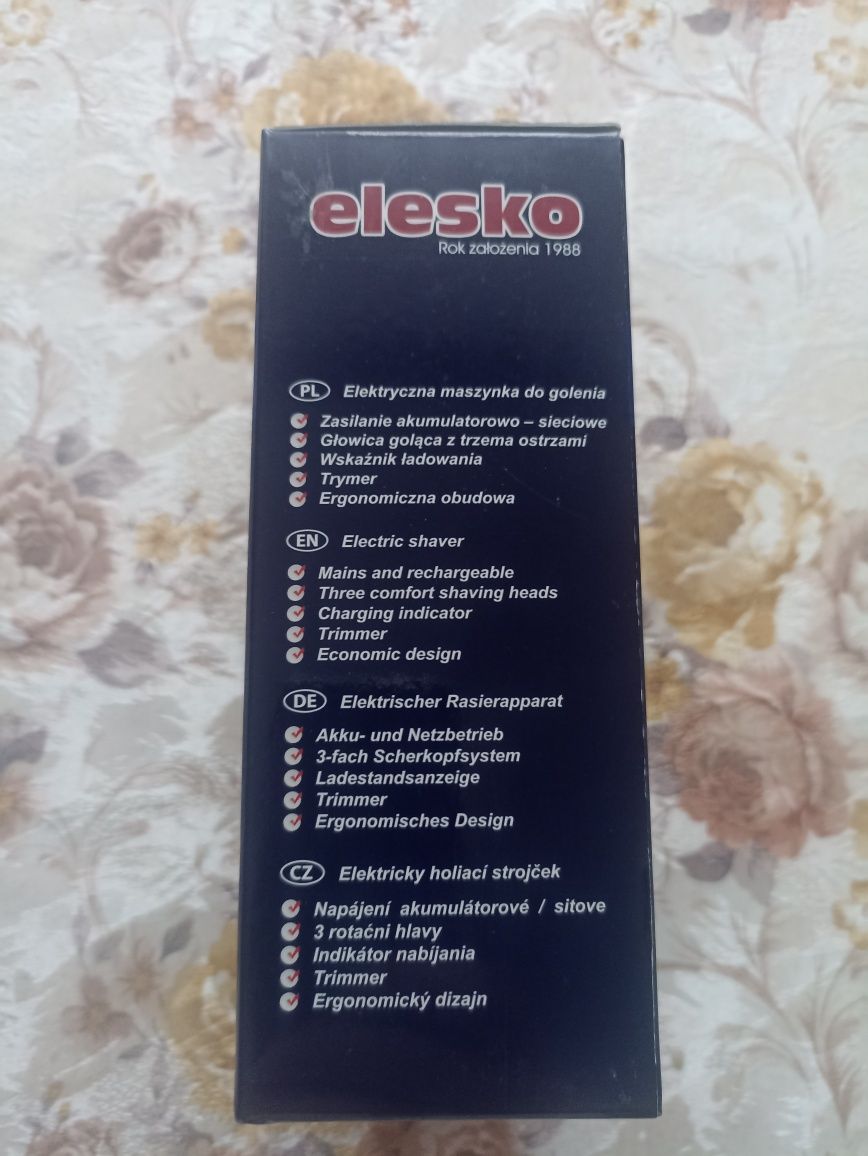 elesko
Rok założenia 1988
PL Elektryczna maszynka do golenia
Zasilanie akumulatorowo – sieciowe
Głowica goląca z trzema ostrzami
Wskaźnik ładowania
Trymer
Ergonomiczna obudowa
EN Electric shaver
Mains and rechargeable
Three comfort shaving heads
Charging indicator
Trimmer
Economic design
DE Elektrischer Rasierapparat
Akku- und Netzbetrieb
3-fach Scherkopfsystem
Ladestandsanzeige
Trimmer
Ergonomisches Design
CZ Elektricky holiací strojček
Napájení akumulátorové / sitove
3 rotaćni hlavy
Indikátor nabíjania
Trimmer
Ergonomický dizajn